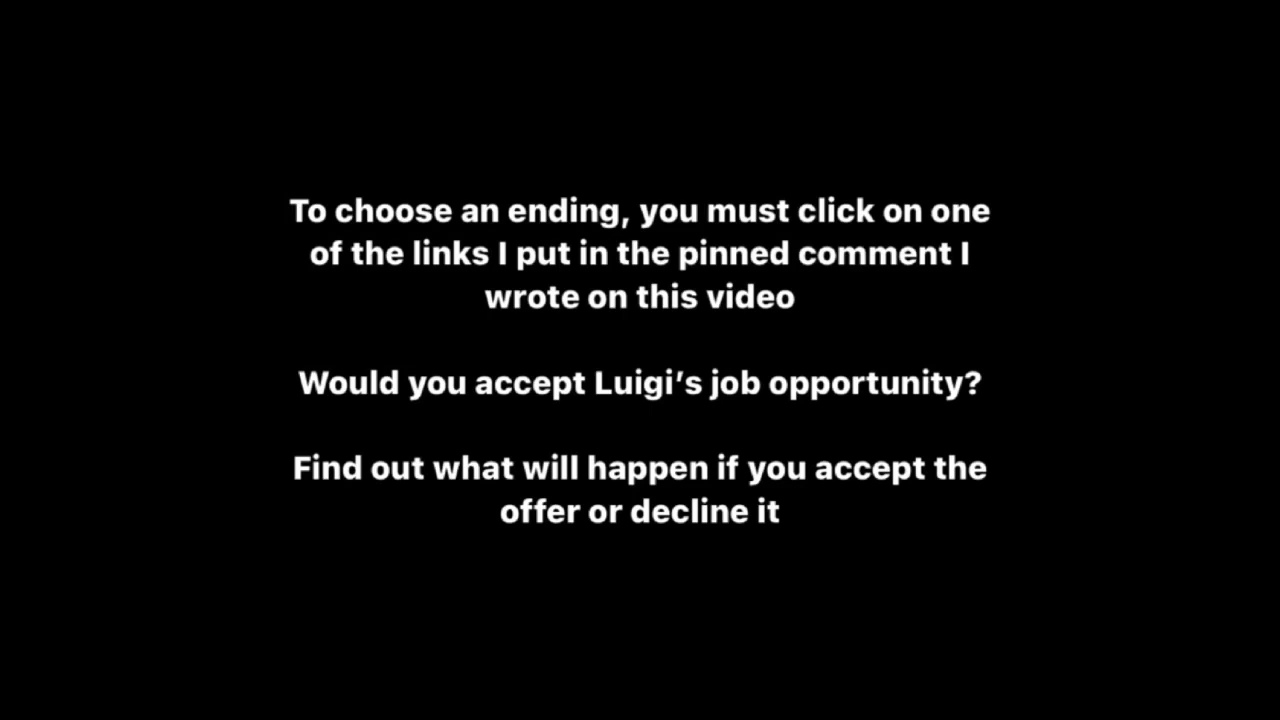 To choose an ending, you must click on one
of the links I put in the pinned comment I
wrote on this video
Would you accept Luigi’s job opportunity?
Find out what will happen if you accept the
offer or decline it